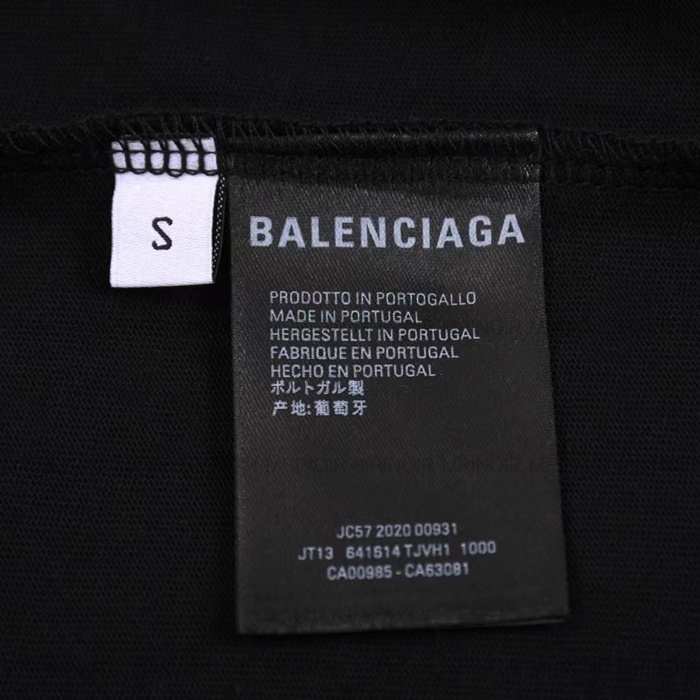 S
BALENCIAGA
PRODOTTO IN PORTOGALLO
MADE IN PORTUGAL
HERGESTELLT IN PORTUGAL
FABRIQUE EN PORTUGAL
HECHO EN PORTUGAL
ポルトガル製
产地:葡萄牙
JC57 2020 00931
JT13 641614 TJVH1 1000
CA00985 - CA63081